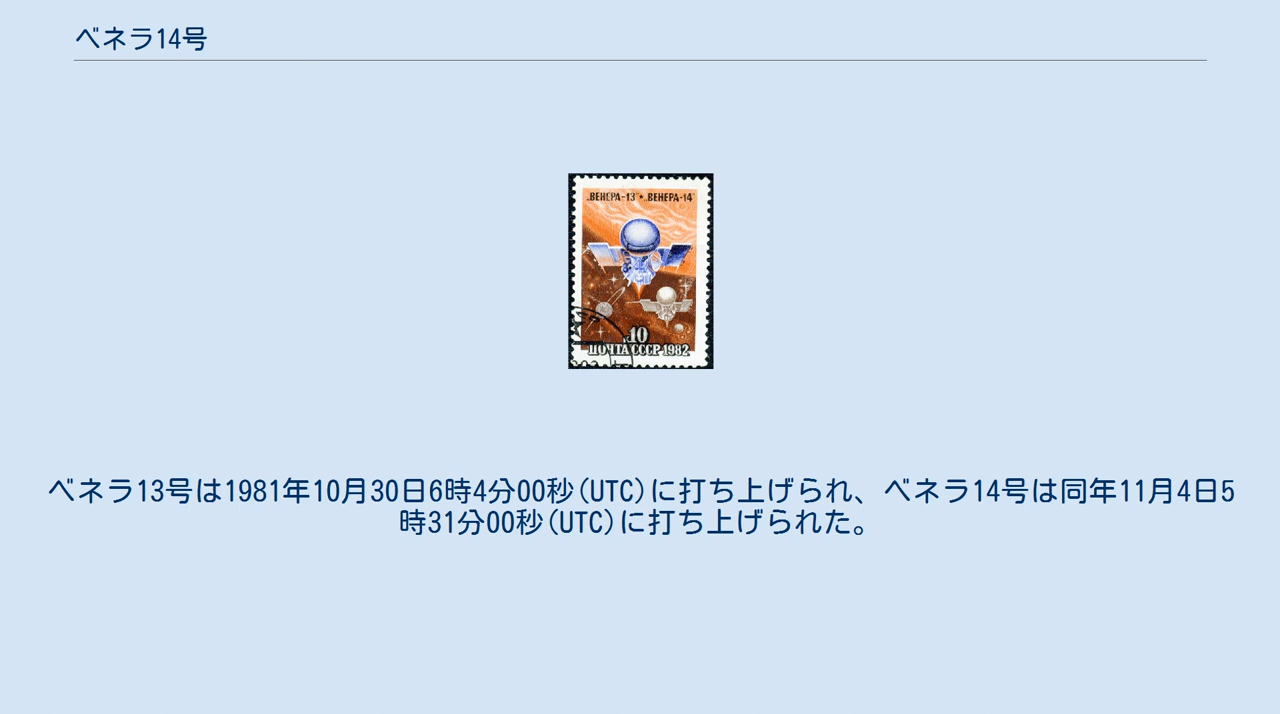 ベネラ14号
„ВЕНЕРА-13"★„ВЕНЕРА-14"
10
ПОЧТА СССР·1982
ベネラ13号は1981年10月30日6時4分00秒(UTC)に打ち上げられ、ベネラ14号は同年11月4日5
時31分00秒(UTC)に打ち上げられた。